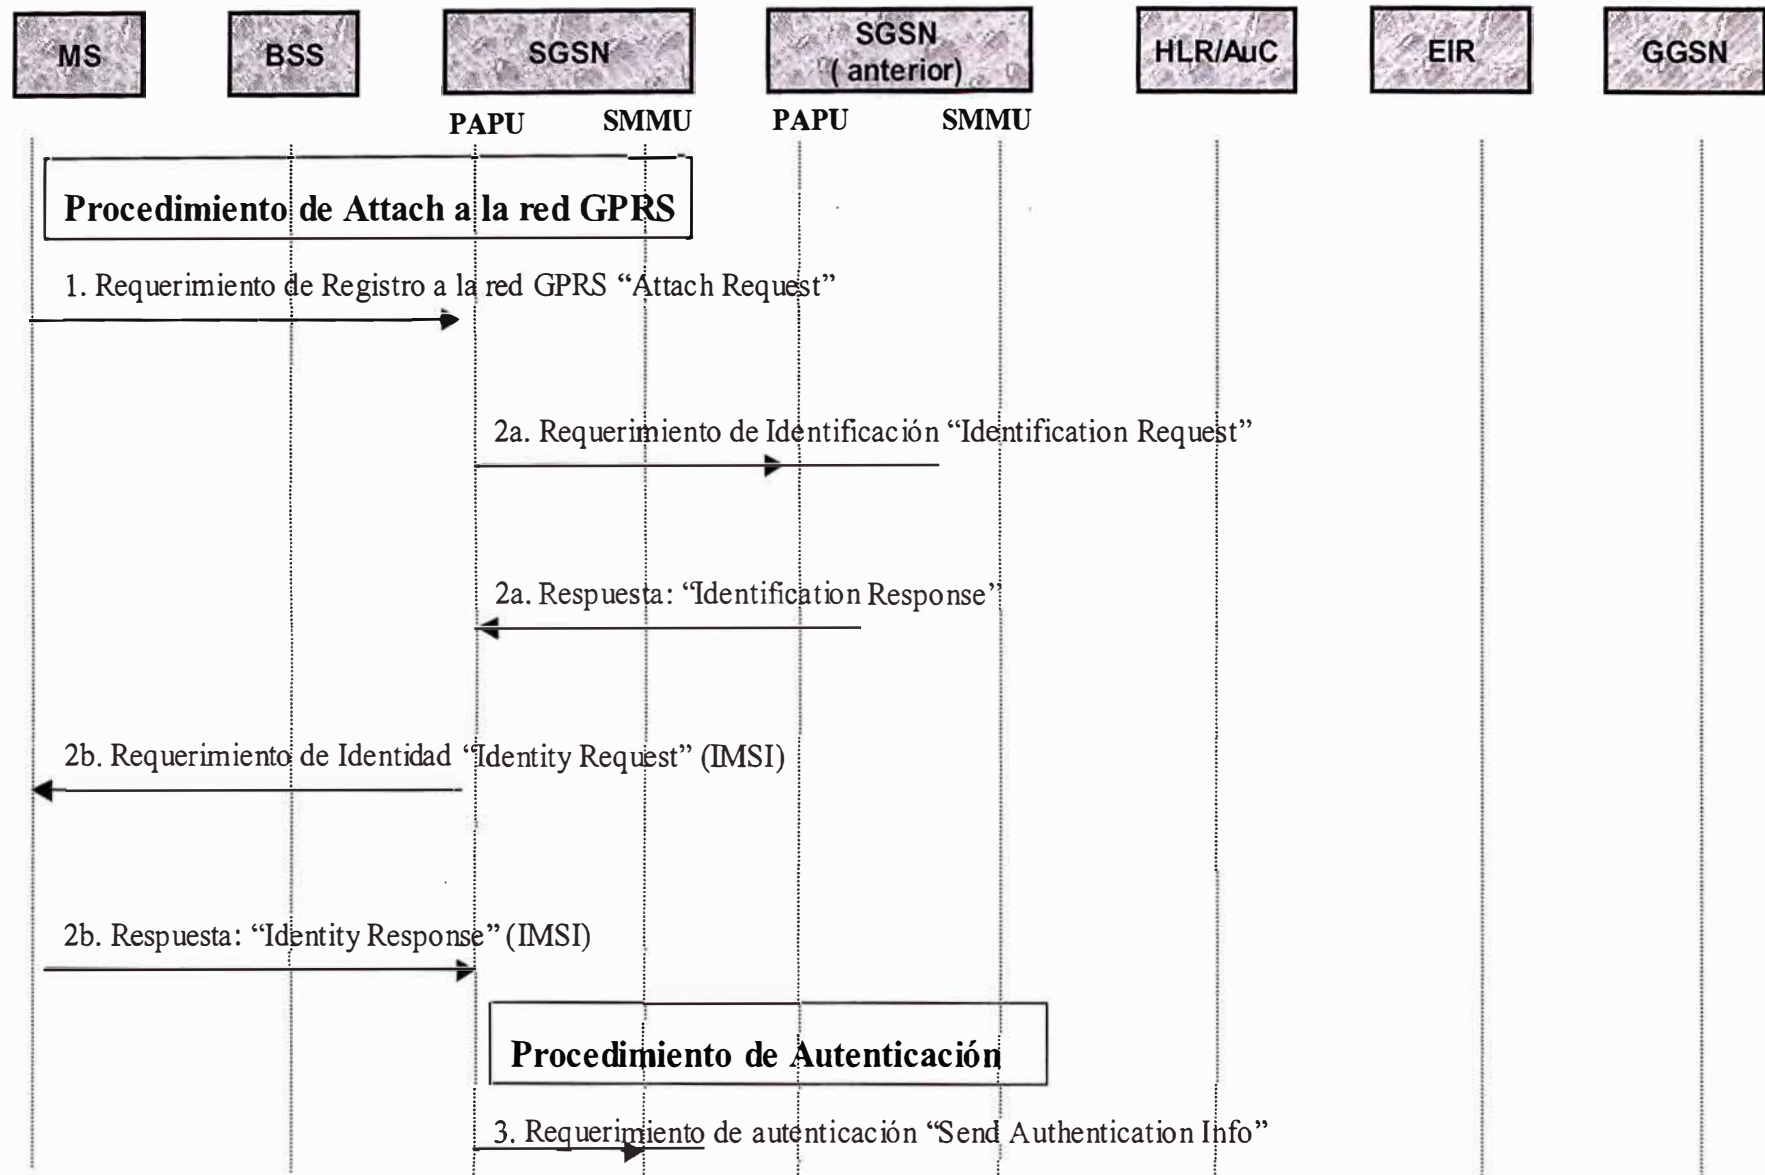 MS
BSS
SGSN
SGSN
( anterior)
HLR/AuC
EIR
GGSN
PAPU
SMMU
PAPU
SMMU
Procedimiento de Attach a la red GPRS
1. Requerimiento de Registro a la red GPRS “Attach Request”
2a. Requerimiento de Identificación “Identification Request”
2a. Respuesta: “Identification Response”
2b. Requerimiento de Identidad “Identity Request” (IMSI)
2b. Respuesta: “Identity Response” (IMSI)
Procedimiento de Autenticación
3. Requerimiento de autenticación “Send Authentication Info”